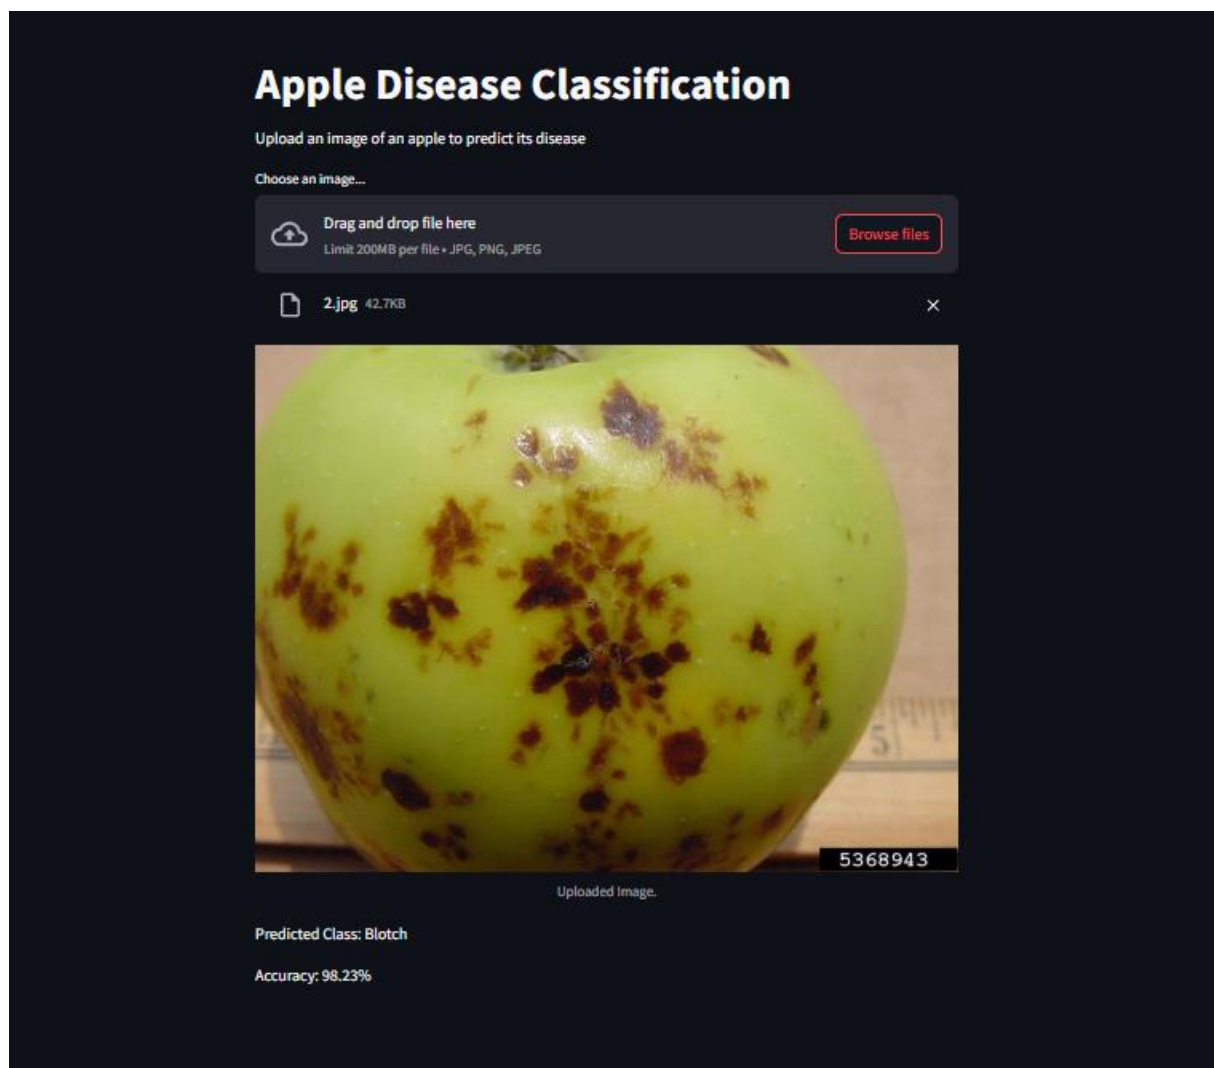 Apple Disease Classification
Upload an image of an apple to predict its disease
Choose an image...
Drag and drop file here
Limit 200MB per file • JPG, PNG, JPEG
Browse files
2.jpg 42.7KB
5
5368943
Uploaded Image.
Predicted Class: Blotch
Accuracy: 98.23%